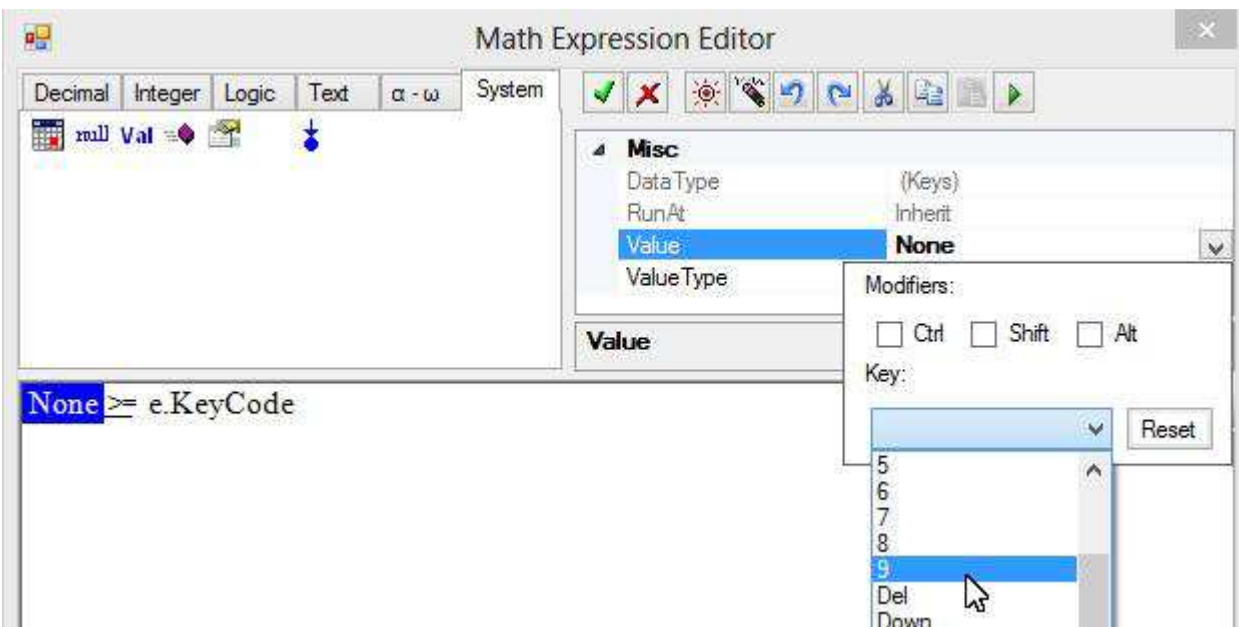 Math Expression Editor
Decimal Integer Logic Text α - ω System
null Val
Misc
DataType (Keys)
RunAt Inherit
Value None
ValueType
Modifiers:
Ctrl Shift Alt
Value
Key:
None >= e.KeyCode
Reset
5
6
7
8
9
Del
Down